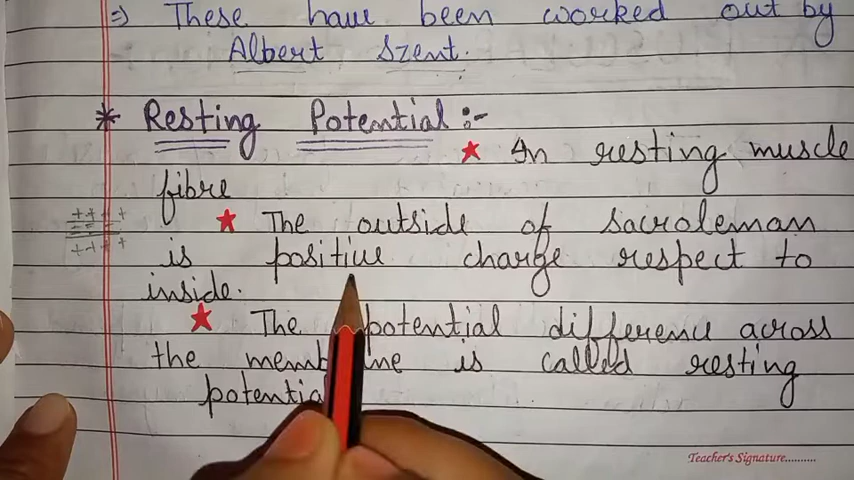 =) These have been worked out by
Albert Szent.
* Resting Potential :-
★ In resting muscle
fibre
++++
++++
★ The outside of sacroleman
is positive charge respect to
inside.
★ The potential difference across
the membrane is called resting
potential
Teacher's Signature..........